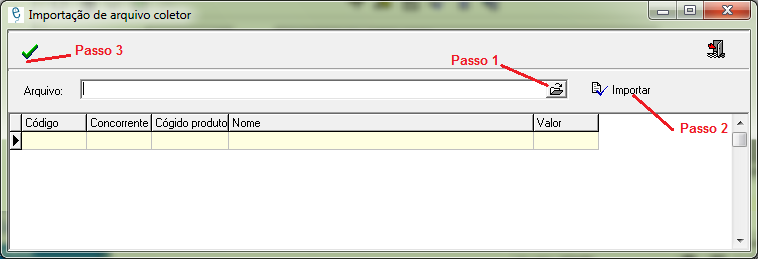 Importação de arquivo coletor
Passo 3
Passo 1
Arquivo:
Importar
Passo 2
Código Concorrente Cógido produto Nome Valor